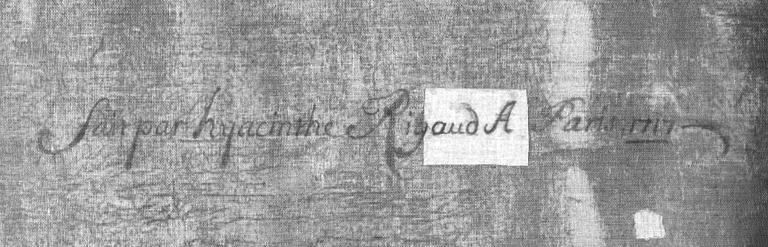 fait par hyacinthe Rigaud A Paris 1717